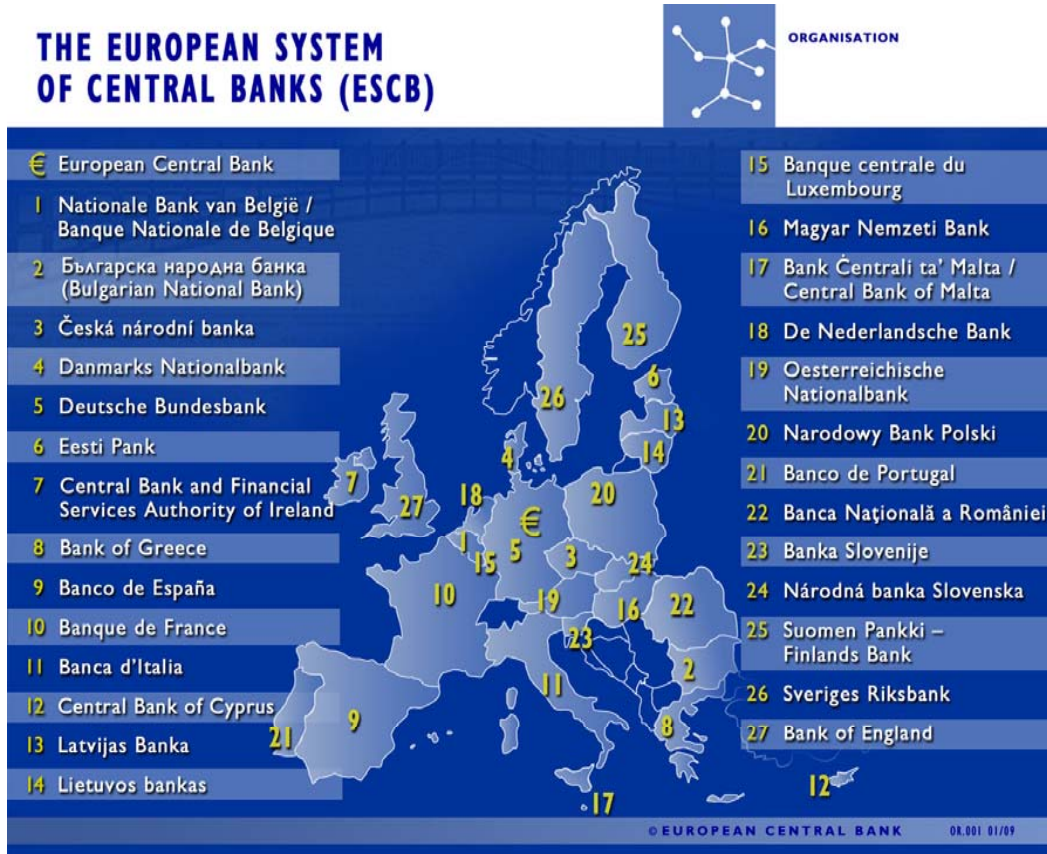 THE EUROPEAN SYSTEM
OF CENTRAL BANKS (ESCB)
ORGANISATION
€ European Central Bank
1 Nationale Bank van België /
Banque Nationale de Belgique
2 Българска народна банка
(Bulgarian National Bank)
3 Česká národní banka
4 Danmarks Nationalbank
5 Deutsche Bundesbank
6 Eesti Pank
7 Central Bank and Financial
Services Authority of Ireland
8 Bank of Greece
9 Banco de España
10 Banque de France
11 Banca d'Italia
12 Central Bank of Cyprus
13 Latvijas Banka
14 Lietuvos bankas
25
6
26
13
14
4
7
18
20
27
€
1
5
3
15
24
10
19
16
22
23
2
11
9
8
21
12
17
15 Banque centrale du
Luxembourg
16 Magyar Nemzeti Bank
17 Bank Ċentrali ta' Malta /
Central Bank of Malta
18 De Nederlandsche Bank
19 Oesterreichische
Nationalbank
20 Narodowy Bank Polski
21 Banco de Portugal
22 Banca Naţională a României
23 Banka Slovenije
24 Národná banka Slovenska
25 Suomen Pankki –
Finlands Bank
26 Sveriges Riksbank
27 Bank of England
© EUROPEAN CENTRAL BANK OR.001 01/09